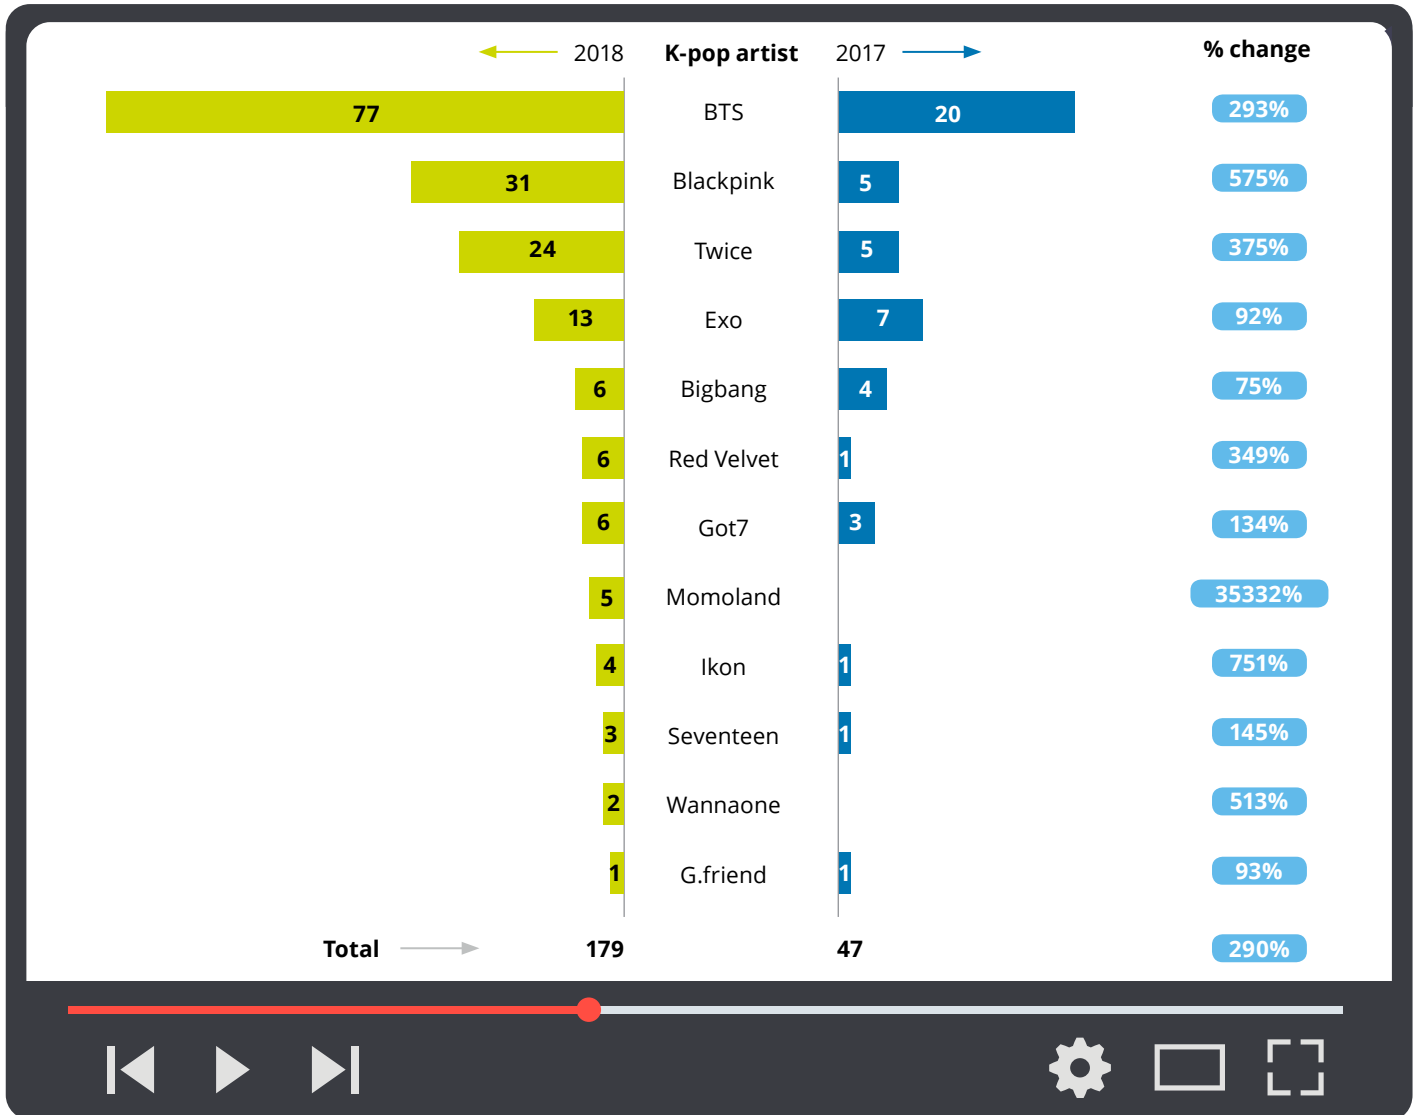 2018 K-pop artist 2017 % change
77 BTS 20 293%
31 Blackpink 5 575%
24 Twice 5 375%
13 Exo 7 92%
6 Bigbang 4 75%
6 Red Velvet 1 349%
6 Got7 3 134%
5 Momoland 35332%
4 Ikon 1 751%
3 Seventeen 1 145%
2 Wannaone 513%
1 G.friend 1 93%
Total 179 47 290%